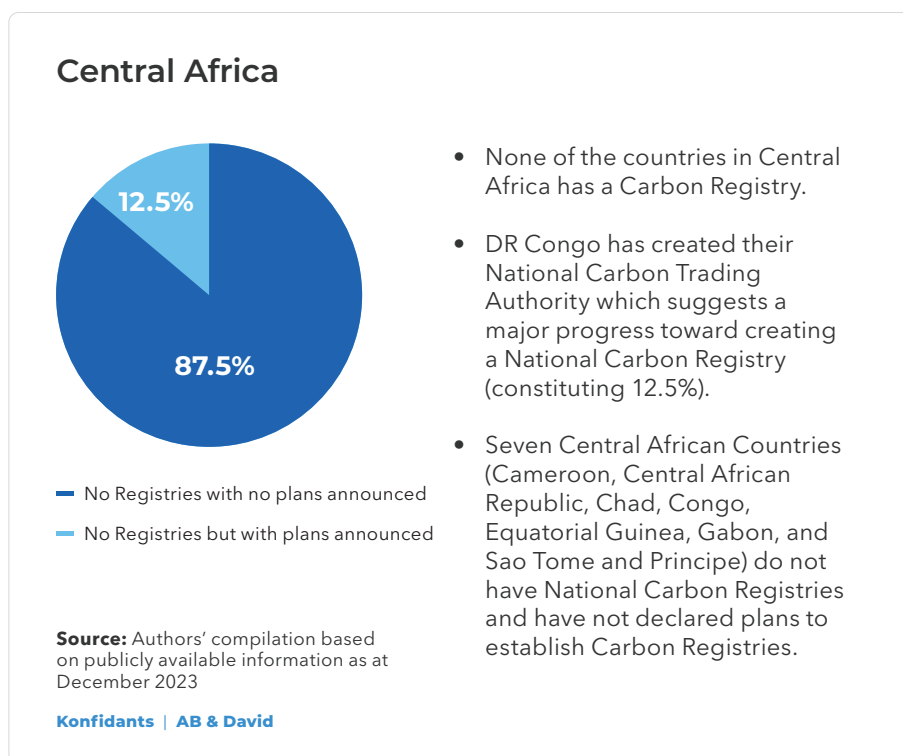 Central Africa
12.5%
87.5%
No Registries with no plans announced
No Registries but with plans announced
Source: Authors’ compilation based
on publicly available information as at
December 2023
Konfidants | AB & David
• None of the countries in Central
Africa has a Carbon Registry.
• DR Congo has created their
National Carbon Trading
Authority which suggests a
major progress toward creating
a National Carbon Registry
(constituting 12.5%).
• Seven Central African Countries
(Cameroon, Central African
Republic, Chad, Congo,
Equatorial Guinea, Gabon, and
Sao Tome and Principe) do not
have National Carbon Registries
and have not declared plans to
establish Carbon Registries.